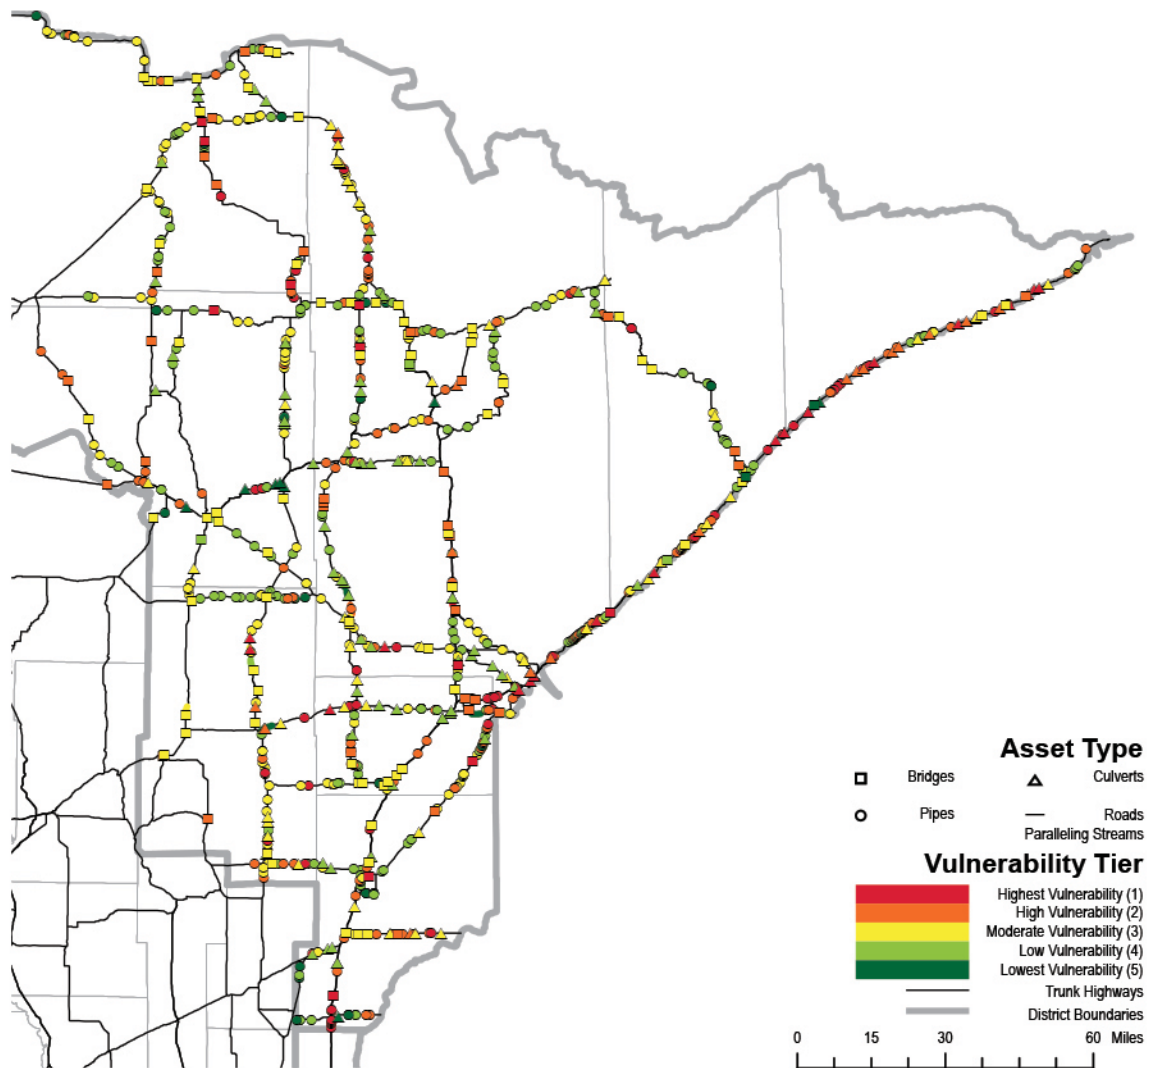 Asset Type
Bridges Culverts
Pipes Roads
Paralleling Streams
Vulnerability Tier
Highest Vulnerability (1)
High Vulnerability (2)
Moderate Vulnerability (3)
Low Vulnerability (4)
Lowest Vulnerability (5)
Trunk Highways
District Boundaries
0 15 30 60 Miles